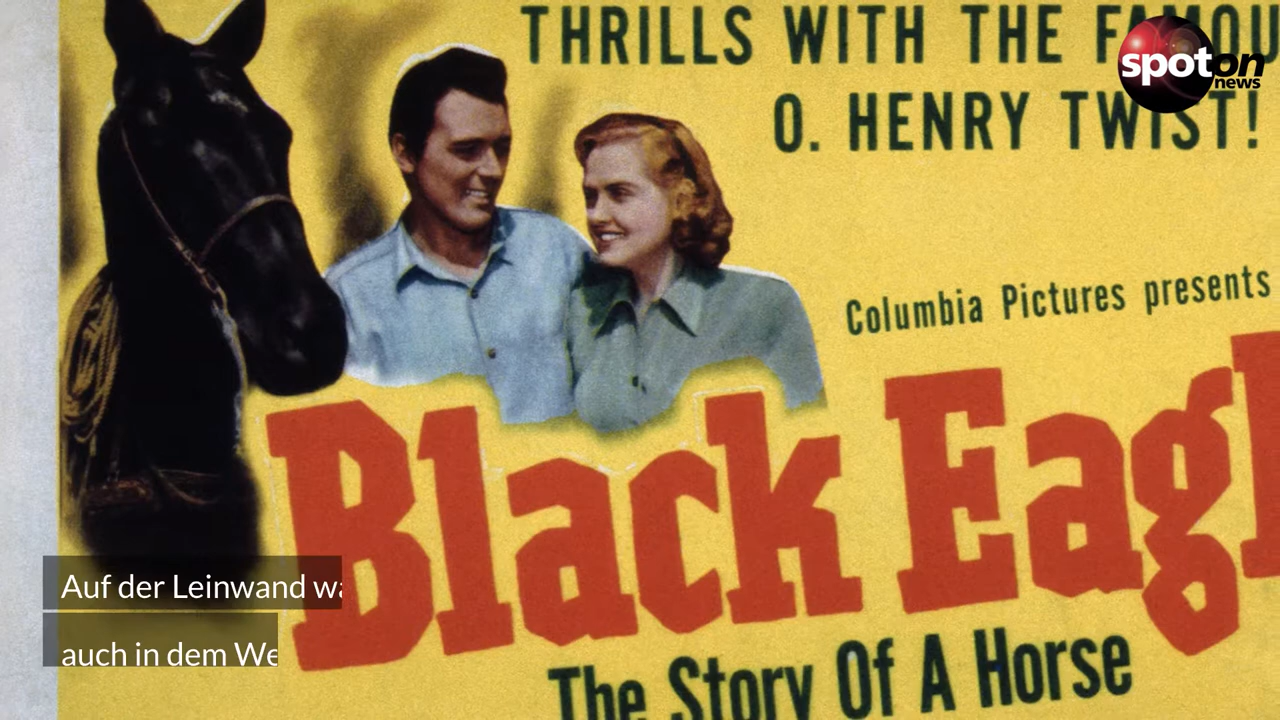 THRILLS WITH THE FAMOU
O. HENRY TWIST!
spot on
news
Columbia Pictures presents
Black Eagl
The Story Of A Horse
Auf der Leinwand wa
auch in dem We